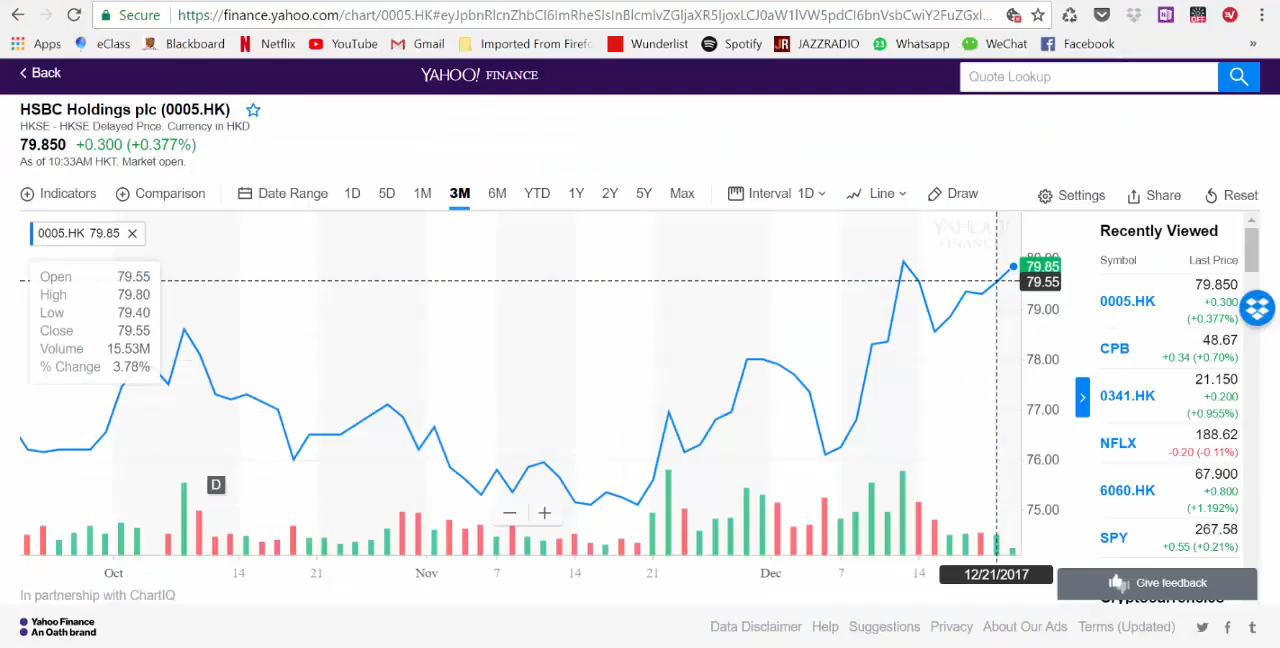 Secure https://finance.yahoo.com/chart/0005.HK#eyJpbnRlcnZhbCI6ImRheSIsInBlcmlvZGljaXR5IjoxLCJ0aW1lVW5pdCI6bnVsbCwiY2FuZGxl...
Apps eClass Blackboard Netflix YouTube Gmail Imported From Firefo Wunderlist Spotify JAZZRADIO Whatsapp WeChat Facebook »
Back YAHOO! FINANCE Quote Lookup
HSBC Holdings plc (0005.HK)
HKSE - HKSE Delayed Price. Currency in HKD
79.850 +0.300 (+0.377%)
As of 10:33AM HKT. Market open.
Indicators Comparison Date Range 1D 5D 1M 3M 6M YTD 1Y 2Y 5Y Max Interval 1D Line Draw Settings Share Reset
0005.HK 79.85
YAHOO!
FINANCE
Open 79.55
High 79.80
Low 79.40
Close 79.55
Volume 15.53M
% Change 3.78%
D
79.85
79.55
79.00
78.00
77.00
76.00
75.00
Oct 14 21 Nov 7 14 21 Dec 7 14 12/21/2017
Recently Viewed
Symbol Last Price
0005.HK 79.850
+0.300
(+0.377%)
CPB 48.67
+0.34 (+0.70%)
0341.HK 21.150
+0.200
(+0.955%)
NFLX 188.62
-0.20 (-0.11%)
6060.HK 67.900
+0.800
(+1.192%)
SPY 267.58
+0.55 (+0.21%)
Give feedback
Cryptocurrencies
In partnership with ChartIQ
Yahoo Finance
An Oath brand
Data Disclaimer Help Suggestions Privacy About Our Ads Terms (Updated)